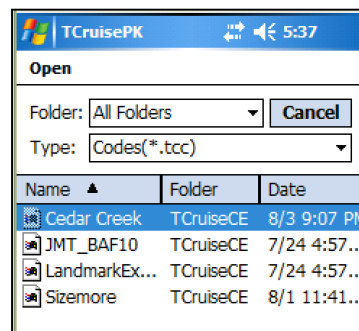 TCruisePK 5:37
Open
Folder: All Folders Cancel
Type: Codes(*.tcc)
Name Folder Date
Cedar Creek TCruiseCE 8/3 9:07 PM
JMT_BAF10 TCruiseCE 7/24 4:57..
LandmarkEx... TCruiseCE 7/24 4:57..
Sizemore TCruiseCE 8/1 11:41..